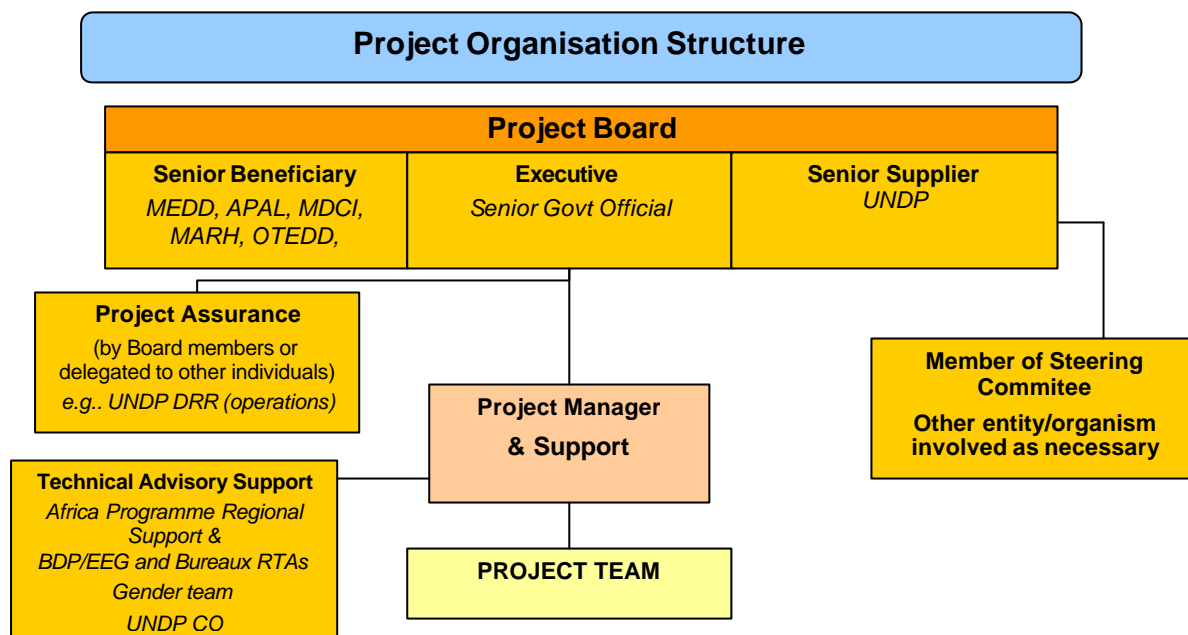 Project Organisation Structure
Project Board
Senior Beneficiary
MEDD, APAL, MDCI,
MARH, OTEDD,
Executive
Senior Govt Official
Senior Supplier
UNDP
Project Assurance
(by Board members or
delegated to other individuals)
e.g.. UNDP DRR (operations)
Member of Steering
Commitee
Other entity/organism
involved as necessary
Project Manager
& Support
Technical Advisory Support
Africa Programme Regional
Support &
BDP/EEG and Bureaux RTAs
Gender team
UNDP CO
PROJECT TEAM